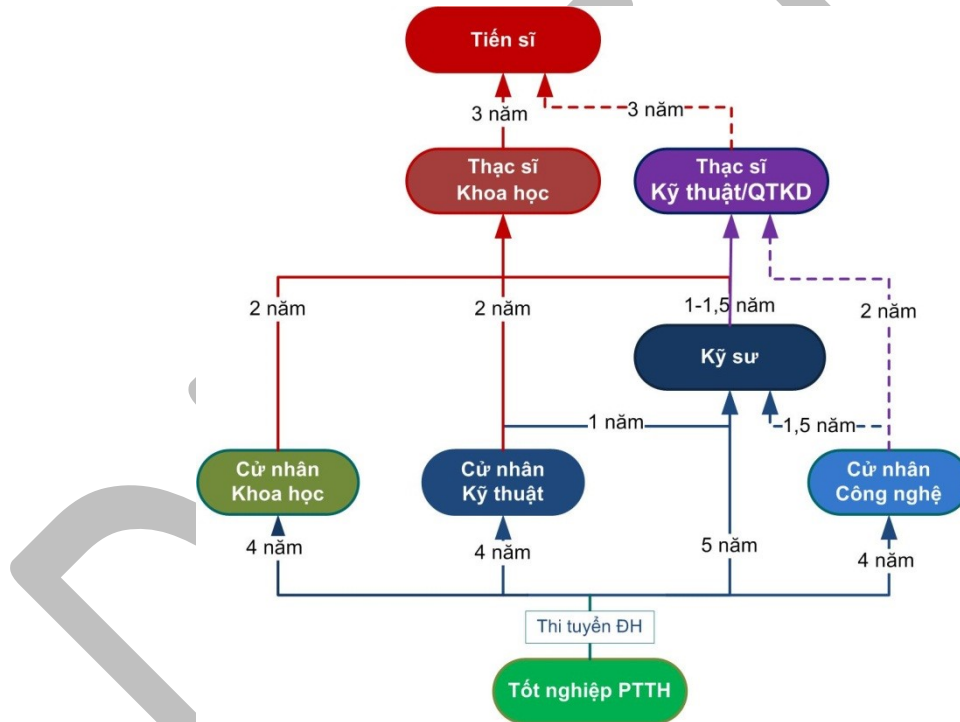 Tiến sĩ
3 năm
3 năm
Thạc sĩ
Khoa học
Thạc sĩ
Kỹ thuật/QTKD
2 năm
2 năm
1-1,5 năm
2 năm
Kỹ sư
1 năm
1,5 năm
Cử nhân
Khoa học
Cử nhân
Kỹ thuật
Cử nhân
Công nghệ
4 năm
4 năm
5 năm
4 năm
Thi tuyển ĐH
Tốt nghiệp PTTH